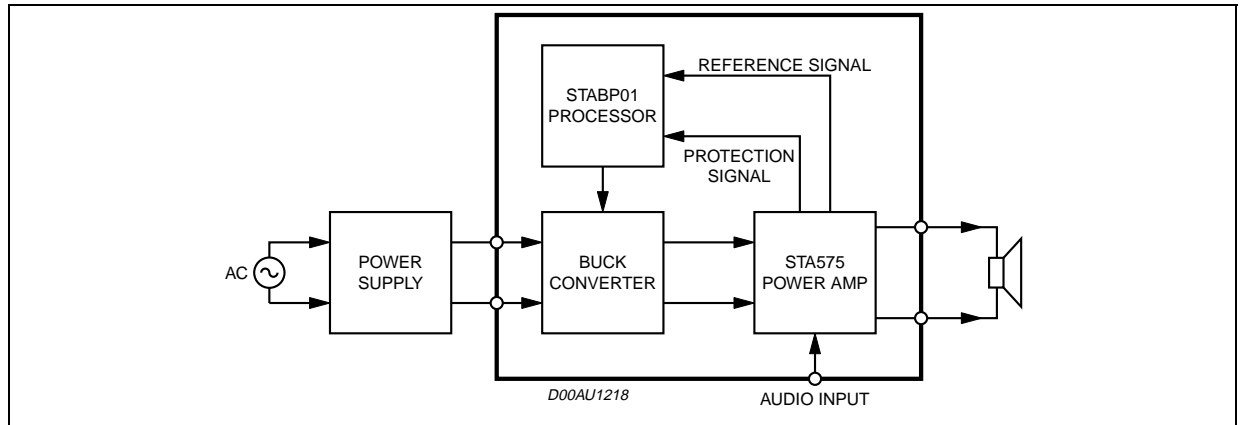 REFERENCE SIGNAL
STABP01
PROCESSOR
PROTECTION
SIGNAL
AC
POWER
SUPPLY
BUCK
CONVERTER
STA575
POWER AMP
D00AU1218
AUDIO INPUT